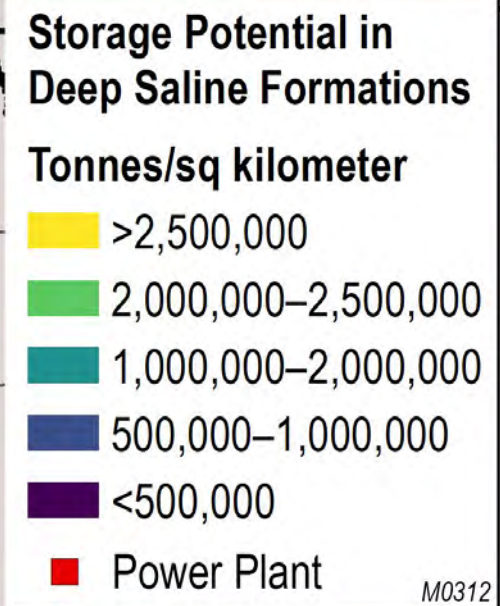 Storage Potential in
Deep Saline Formations
Tonnes/sq kilometer
>2,500,000
2,000,000–2,500,000
1,000,000–2,000,000
500,000–1,000,000
<500,000
Power Plant
M0312